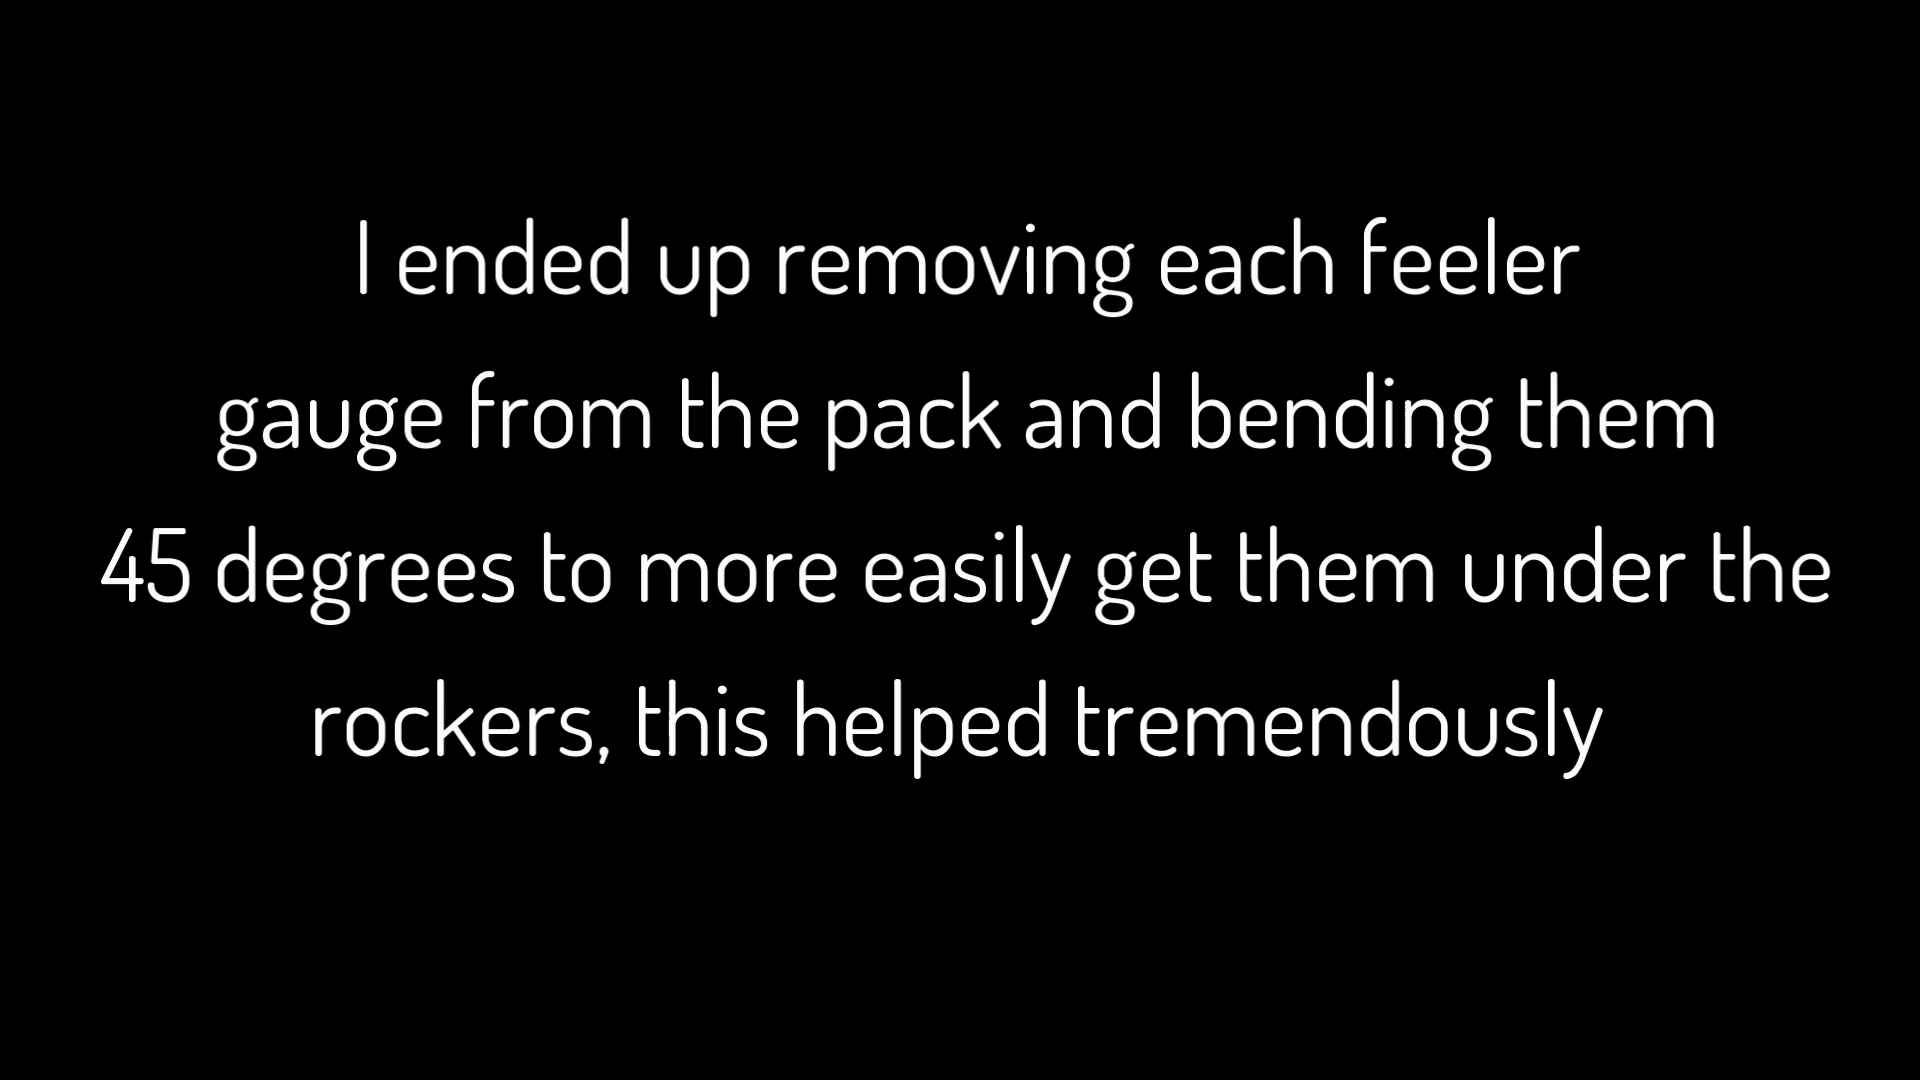 I ended up removing each feeler
gauge from the pack and bending them
45 degrees to more easily get them under the
rockers, this helped tremendously